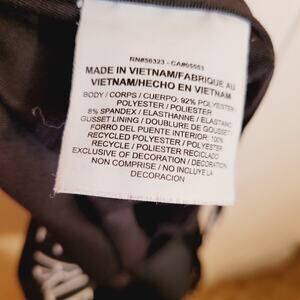 RN#56323 - CA#05553
MADE IN VIETNAM/FABRIQUE AU
VIETNAM/HECHO EN VIETNAM
BODY / CORPS / CUERPO: 92% POLYESTER
POLYESTER / POLIESTER
8% SPANDEX / ELASTHANNE / ELASTANO
GUSSET LINING / DOUBLURE DE GOUSSET
FORRO DEL PUENTE INTERIOR: 100%
RECYCLED POLYESTER / POLYESTER
RECYCLE / POLIESTER RECICLADO
EXCLUSIVE OF DECORATION / DECORATION
NON COMPRISE / NO INCLUYE LA
DECORACION